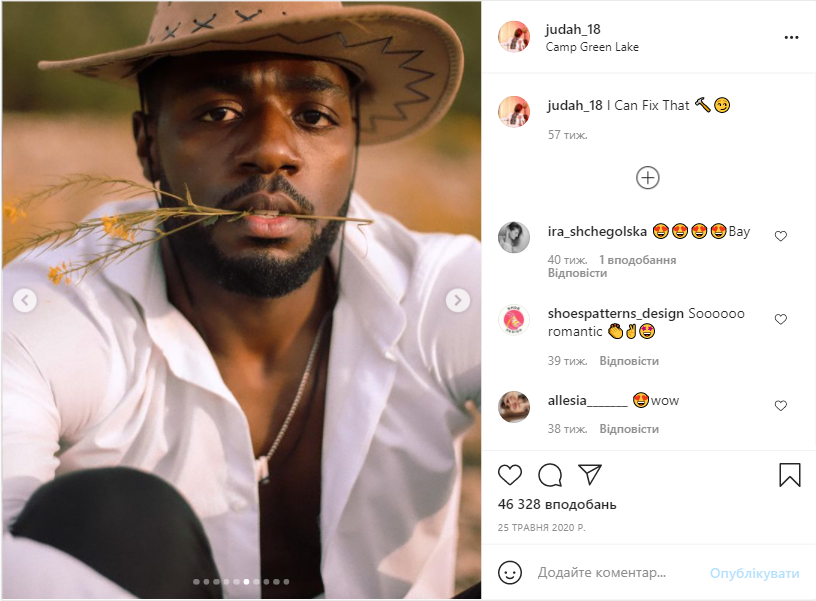 judah_18
Camp Green Lake
judah_18 I Can Fix That 🔨😏
57 тиж.
ira_shchegolska 🤩🤩🤩🤩Bay
40 тиж. 1 вподобання
Відповісти
shoespatterns_design Soooooo
romantic 👏✌🤩
39 тиж. Відповісти
allesia_______ 🤩wow
38 тиж. Відповісти
46 328 вподобань
25 ТРАВНЯ 2020 Р.
Додайте коментар... Опублікувати